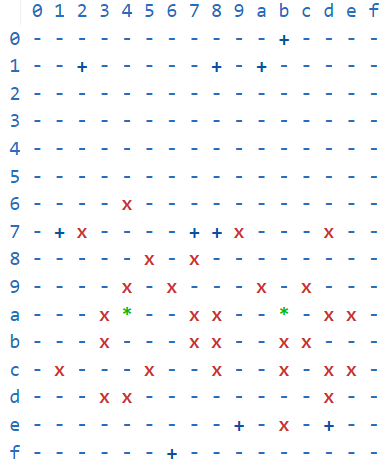 0 1 2 3 4 5 6 7 8 9 a b c d e f
0 - - - - - - - - - - - + - - - -
1 - - + - - - - - + - + - - - - -
2 - - - - - - - - - - - - - - - -
3 - - - - - - - - - - - - - - - -
4 - - - - - - - - - - - - - - - -
5 - - - - - - - - - - - - - - - -
6 - - - - x - - - - - - - - - - -
7 - + x - - - - + + x - - - x - -
8 - - - - - x - x - - - - - - - -
9 - - - - x - x - - - x - x - - -
a - - - x * - - x x - - * - x x -
b - - - x - - - x x - - x x - - -
c - x - - - x - - x - - x - x x -
d - - - x x - - - - - - - - x - -
e - - - - - - - - - + - x - + - -
f - - - - - - + - - - - - - - - -